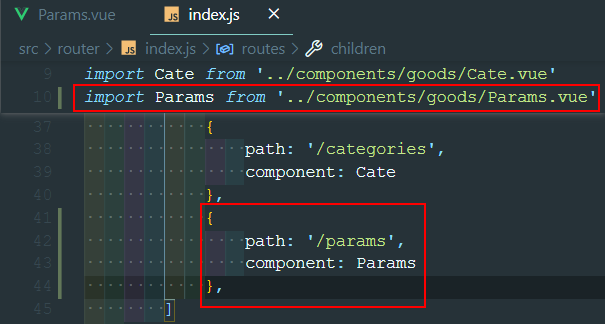 Params.vue index.js ×
src > router > index.js > routes > children
9 import Cate from '../components/goods/Cate.vue'
10 import Params from '../components/goods/Params.vue'
37 {
38 path: '/categories',
39 component: Cate
40 },
41 {
42 path: '/params',
43 component: Params
44 },
45 ]